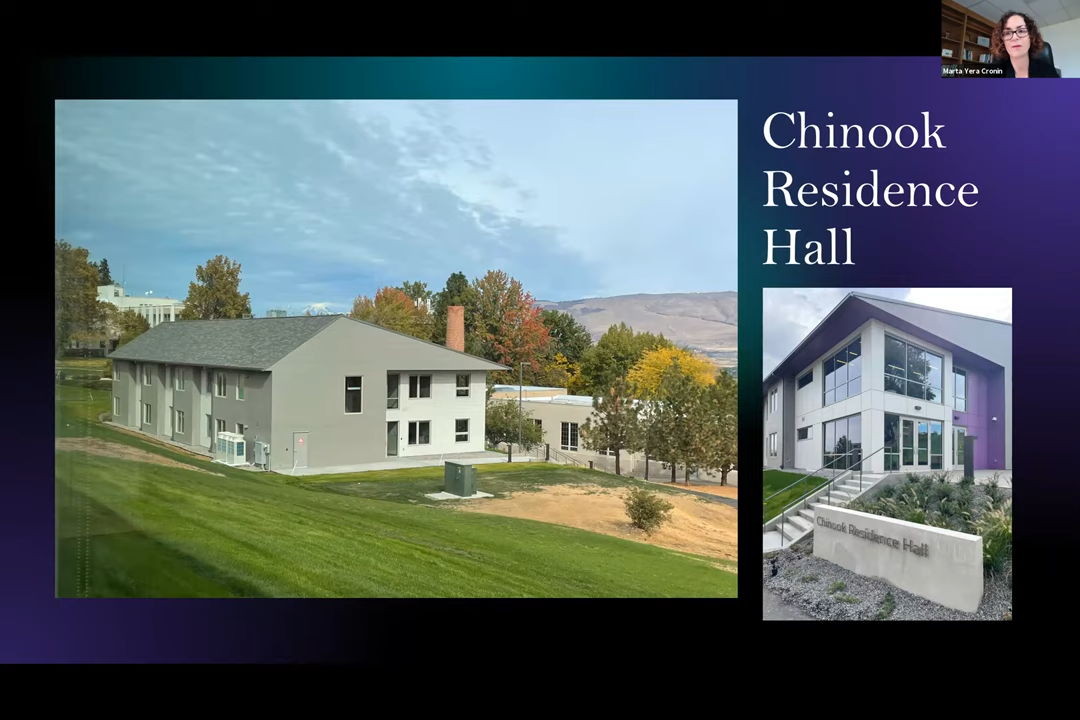 Marta Yera Cronin
Chinook
Residence
Hall
Chinook Residence Hall